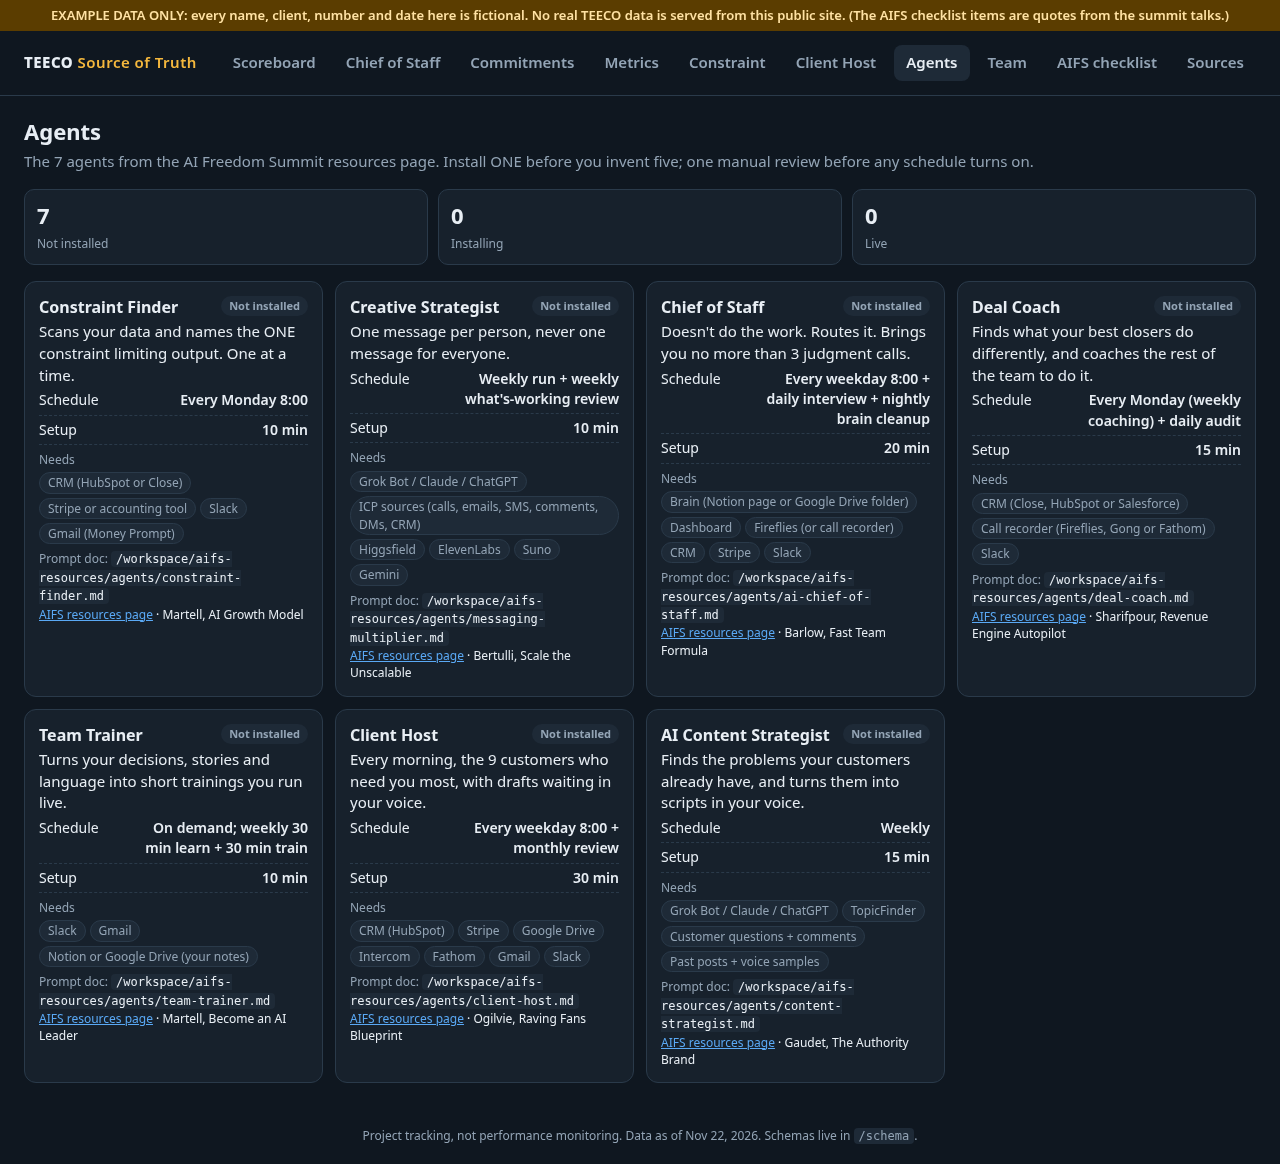 EXAMPLE DATA ONLY: every name, client, number and date here is fictional. No real TEECO data is served from this public site. (The AIFS checklist items are quotes from the summit talks.)
TEECO Source of Truth
Scoreboard
Chief of Staff
Commitments
Metrics
Constraint
Client Host
Agents
Team
AIFS checklist
Sources
Agents
The 7 agents from the AI Freedom Summit resources page. Install ONE before you invent five; one manual review before any schedule turns on.
7
Not installed
0
Installing
0
Live
Constraint Finder
Not installed
Scans your data and names the ONE
constraint limiting output. One at a
time.
Schedule
Every Monday 8:00
Setup
10 min
Needs
CRM (HubSpot or Close)
Stripe or accounting tool
Slack
Gmail (Money Prompt)
Prompt doc: /workspace/aifs-
resources/agents/constraint-
finder.md
AIFS resources page · Martell, AI Growth Model
Creative Strategist
Not installed
One message per person, never one
message for everyone.
Schedule
Weekly run + weekly
what's-working review
Setup
10 min
Needs
Grok Bot / Claude / ChatGPT
ICP sources (calls, emails, SMS, comments,
DMs, CRM)
Higgsfield
ElevenLabs
Suno
Gemini
Prompt doc: /workspace/aifs-
resources/agents/messaging-
multiplier.md
AIFS resources page · Bertulli, Scale the
Unscalable
Chief of Staff
Not installed
Doesn't do the work. Routes it. Brings
you no more than 3 judgment calls.
Schedule
Every weekday 8:00 +
daily interview + nightly
brain cleanup
Setup
20 min
Needs
Brain (Notion page or Google Drive folder)
Dashboard
Fireflies (or call recorder)
CRM
Stripe
Slack
Prompt doc: /workspace/aifs-
resources/agents/ai-chief-of-
staff.md
AIFS resources page · Barlow, Fast Team
Formula
Deal Coach
Not installed
Finds what your best closers do
differently, and coaches the rest of
the team to do it.
Schedule
Every Monday (weekly
coaching) + daily audit
Setup
15 min
Needs
CRM (Close, HubSpot or Salesforce)
Call recorder (Fireflies, Gong or Fathom)
Slack
Prompt doc: /workspace/aifs-
resources/agents/deal-coach.md
AIFS resources page · Sharifpour, Revenue
Engine Autopilot
Team Trainer
Not installed
Turns your decisions, stories and
language into short trainings you run
live.
Schedule
On demand; weekly 30
min learn + 30 min train
Setup
10 min
Needs
Slack
Gmail
Notion or Google Drive (your notes)
Prompt doc: /workspace/aifs-
resources/agents/team-trainer.md
AIFS resources page · Martell, Become an AI
Leader
Client Host
Not installed
Every morning, the 9 customers who
need you most, with drafts waiting in
your voice.
Schedule
Every weekday 8:00 +
monthly review
Setup
30 min
Needs
CRM (HubSpot)
Stripe
Google Drive
Intercom
Fathom
Gmail
Slack
Prompt doc: /workspace/aifs-
resources/agents/client-host.md
AIFS resources page · Ogilvie, Raving Fans
Blueprint
AI Content Strategist
Not installed
Finds the problems your customers
already have, and turns them into
scripts in your voice.
Schedule
Weekly
Setup
15 min
Needs
Grok Bot / Claude / ChatGPT
TopicFinder
Customer questions + comments
Past posts + voice samples
Prompt doc: /workspace/aifs-
resources/agents/content-
strategist.md
AIFS resources page · Gaudet, The Authority
Brand
Project tracking, not performance monitoring. Data as of Nov 22, 2026. Schemas live in /schema.